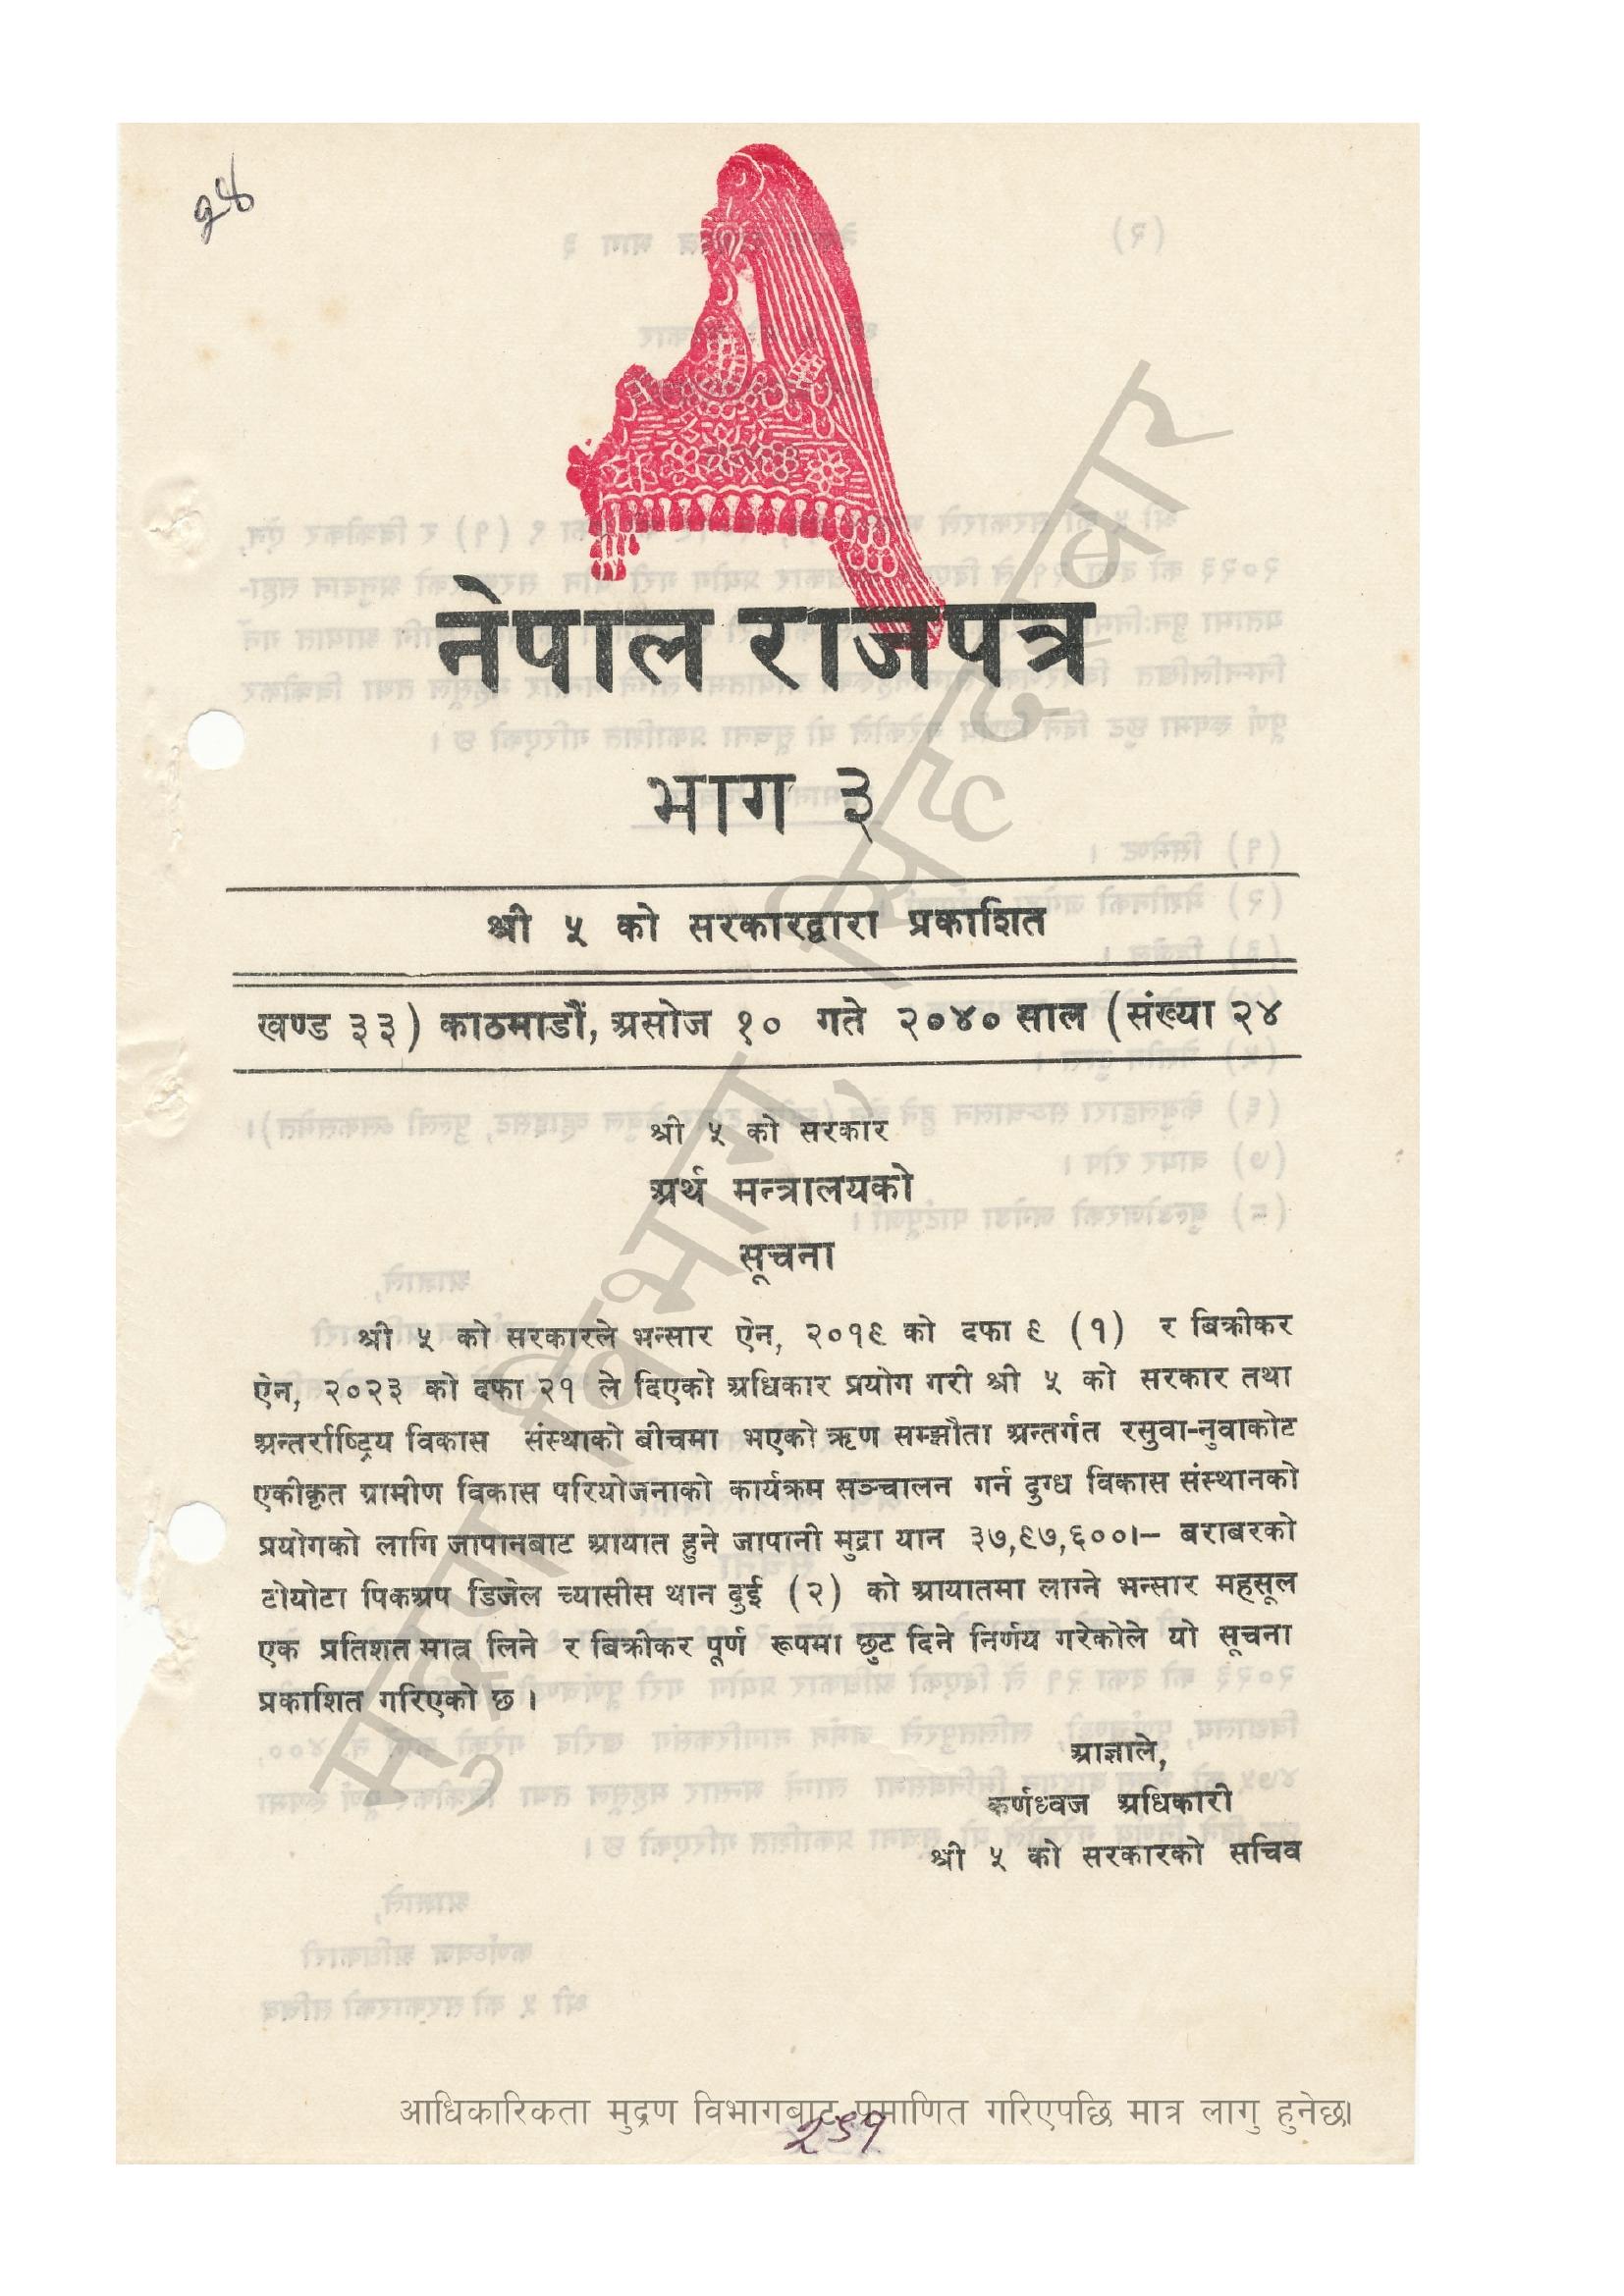 २४
नेपाल राजपत्र
भाग ३
श्री ५ को सरकारद्वारा प्रकाशित
खण्ड ३३) काठमाडौं, असोज १० गते २०४० साल (संख्या २४
श्री ५ को सरकार
अर्थ मन्त्रालयको
सूचना
श्री ५ को सरकारले भन्सार ऐन, २०१९ को दफा ९ (१) र बिक्रीकर
ऐन, २०२३ को दफा २१ ले दिएको अधिकार प्रयोग गरी श्री ५ को सरकार तथा
अन्तर्राष्ट्रिय विकास संस्थाको बीचमा भएको ऋण सम्झौता अन्तर्गत रसुवा-नुवाकोट
एकीकृत ग्रामीण विकास परियोजनाको कार्यक्रम सञ्चालन गर्न दुग्ध विकास संस्थानको
प्रयोगको लागि जापानबाट आयात हुने जापानी मुद्रा यान ३७,९७,६००।– बराबरको
टोयोटा पिकअप डिजेल च्यासीस थान दुई (२) को आयातमा लाग्ने भन्सार महसूल
एक प्रतिशत मात्र लिने र बिक्रीकर पूर्ण रूपमा छुट दिने निर्णय गरेकोले यो सूचना
प्रकाशित गरिएको छ ।
आज्ञाले,
कर्णध्वज अधिकारी
श्री ५ को सरकारको सचिव
मुद्रण विभाग, सिंहदरबार
आधिकारिकता मुद्रण विभागबाट प्रमाणित गरिएपछि मात्र लागु हुनेछ।